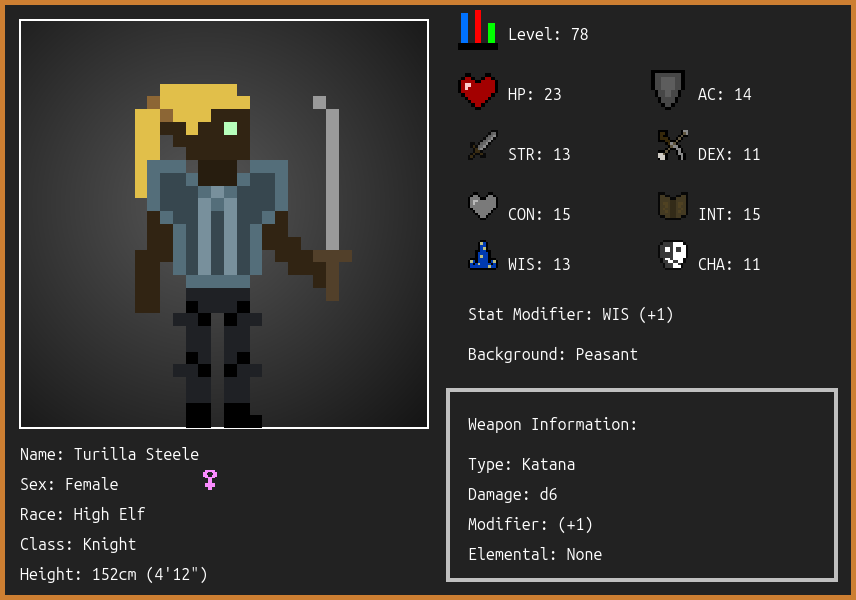 Level: 78
HP: 23
AC: 14
STR: 13
DEX: 11
CON: 15
INT: 15
WIS: 13
CHA: 11
Stat Modifier: WIS (+1)
Background: Peasant
Weapon Information:
Type: Katana
Damage: d6
Modifier: (+1)
Elemental: None
Name: Turilla Steele
Sex: Female
Race: High Elf
Class: Knight
Height: 152cm (4'12")